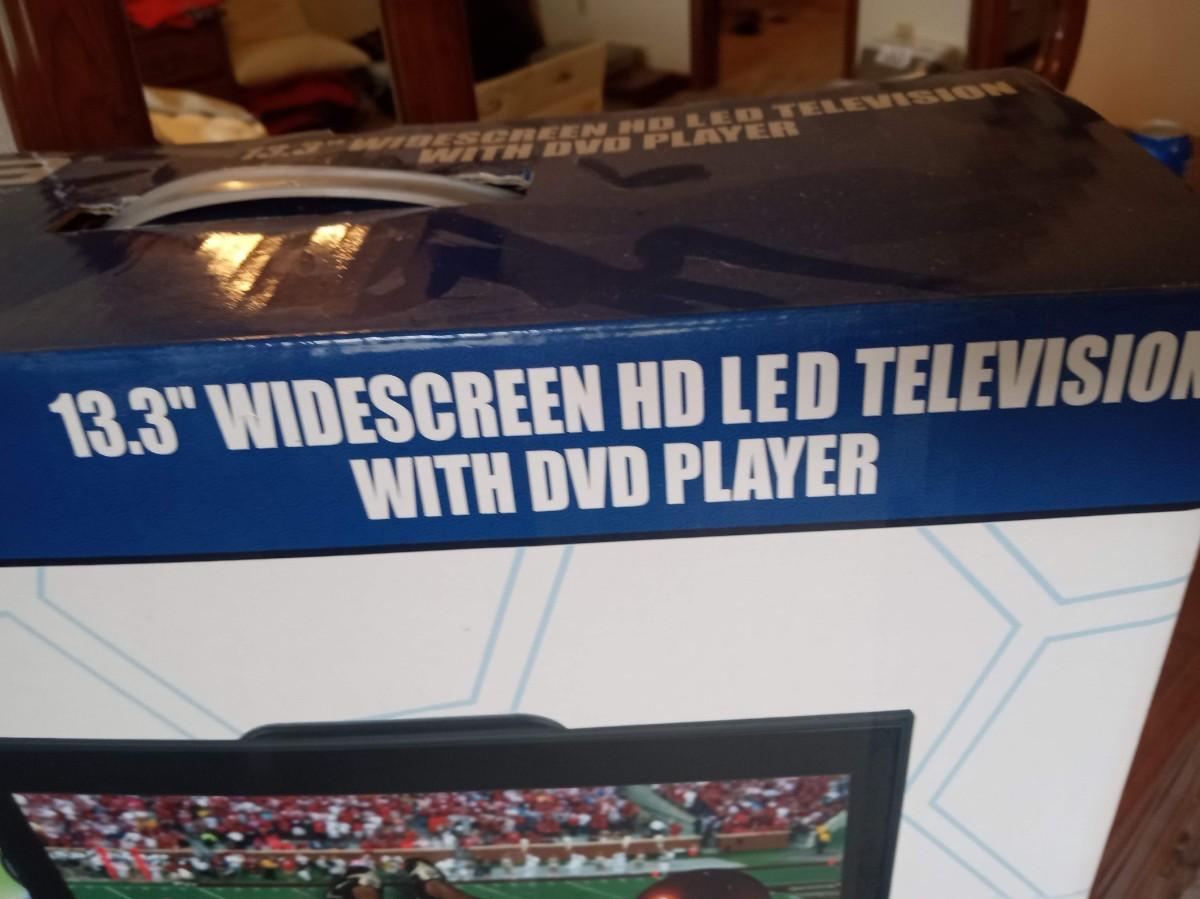 13.3" WIDESCREEN HD LED TELEVISION
WITH DVD PLAYER
13.3" WIDESCREEN HD LED TELEVISION
WITH DVD PLAYER